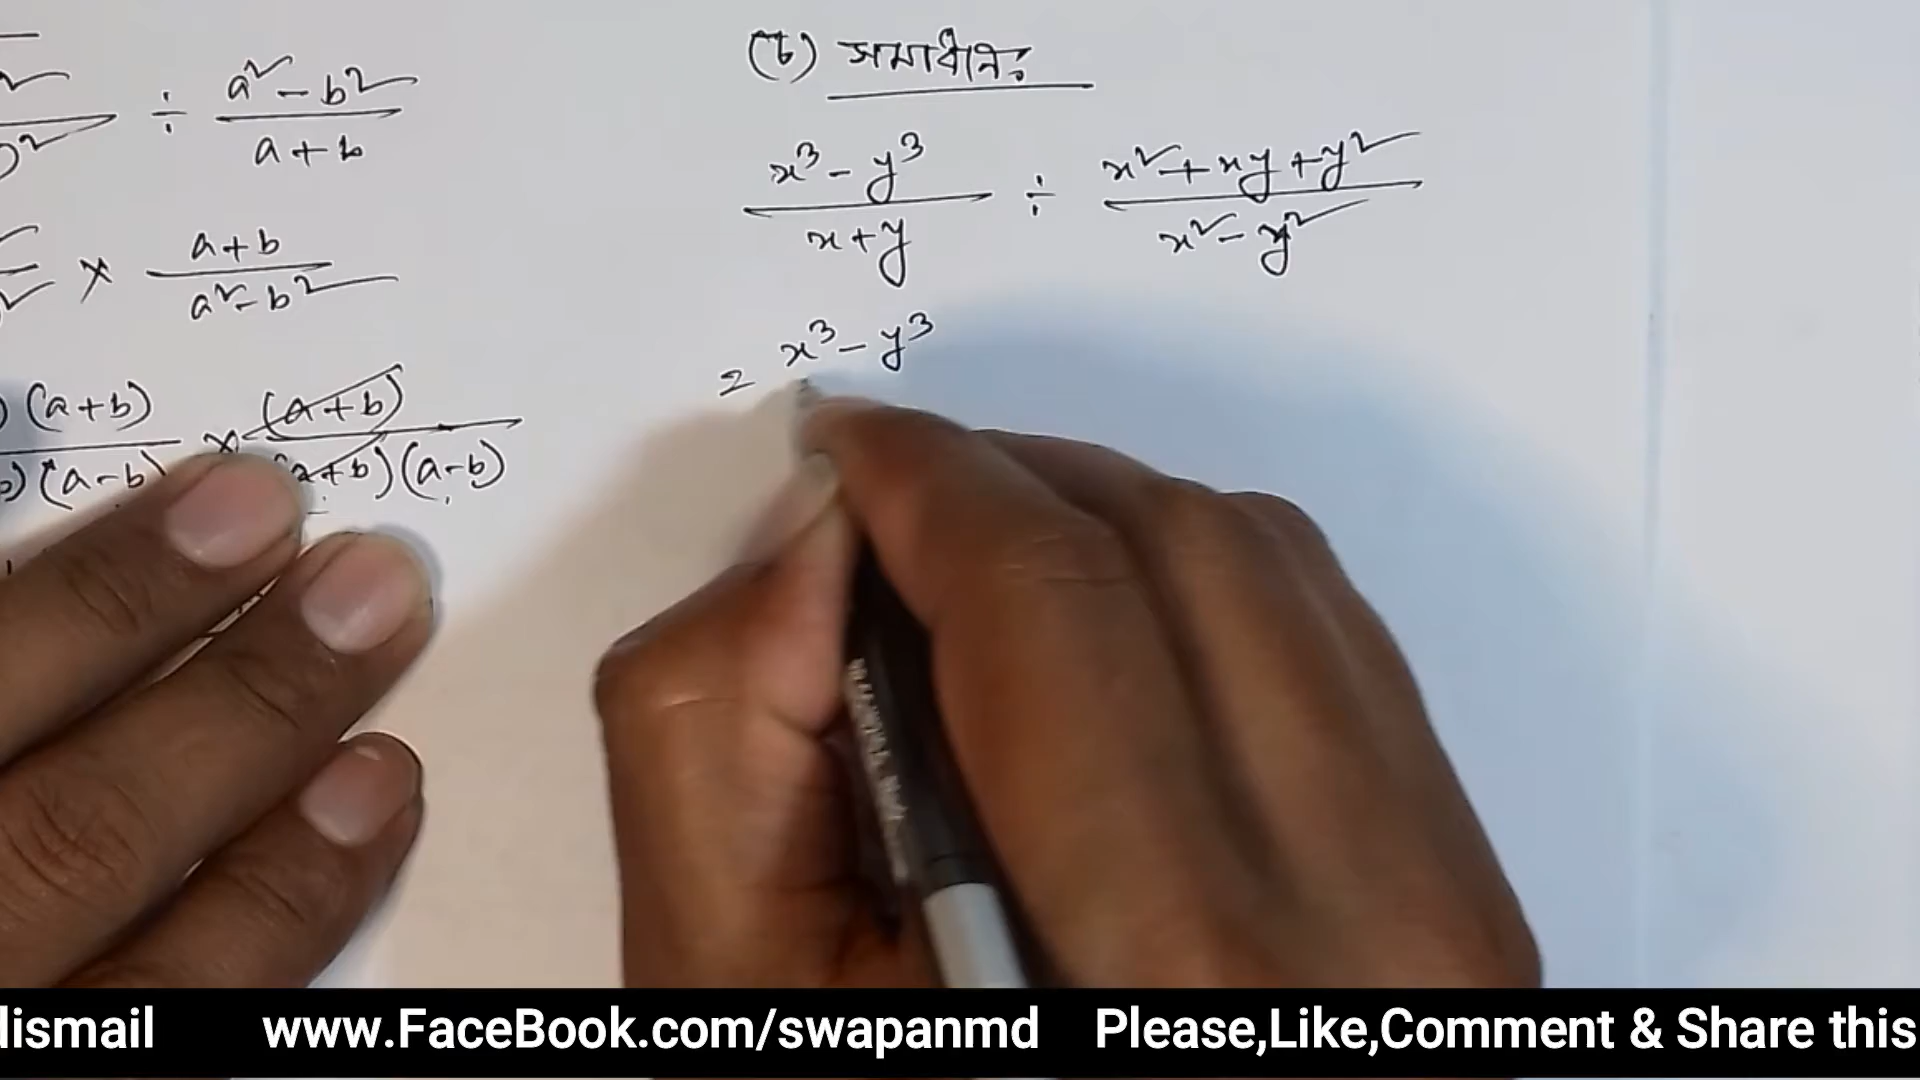 ÷ a² - b² / a + b
× a + b / a² - b²
(a + b) × (a + b)
(a - b) (a + b) (a - b)
(চ) সমাধান:
x³ - y³ / x + y ÷ x² + xy + y² / x² - y²
= x³ - y³
www.FaceBook.com/swapanmd Please,Like,Comment & Share this